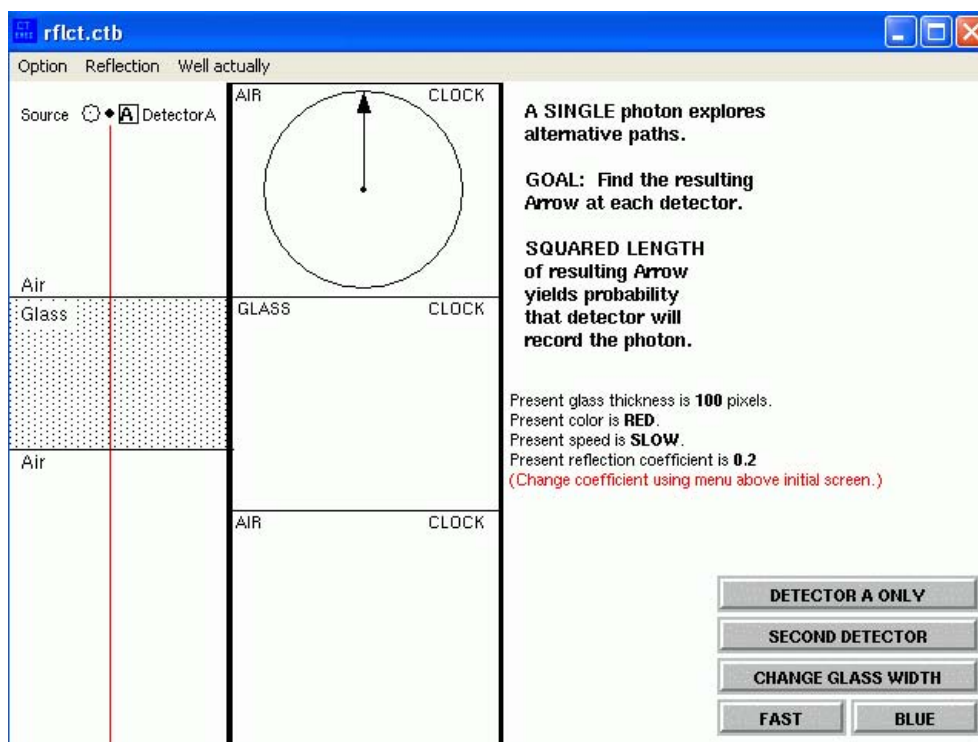 rflct.ctb
Option Reflection Well actually
Source A DetectorA
Air
Glass
Air
AIR CLOCK
GLASS CLOCK
AIR CLOCK
A SINGLE photon explores
alternative paths.
GOAL: Find the resulting
Arrow at each detector.
SQUARED LENGTH
of resulting Arrow
yields probability
that detector will
record the photon.
Present glass thickness is 100 pixels.
Present color is RED.
Present speed is SLOW.
Present reflection coefficient is 0.2
(Change coefficient using menu above initial screen.)
DETECTOR A ONLY
SECOND DETECTOR
CHANGE GLASS WIDTH
FAST BLUE